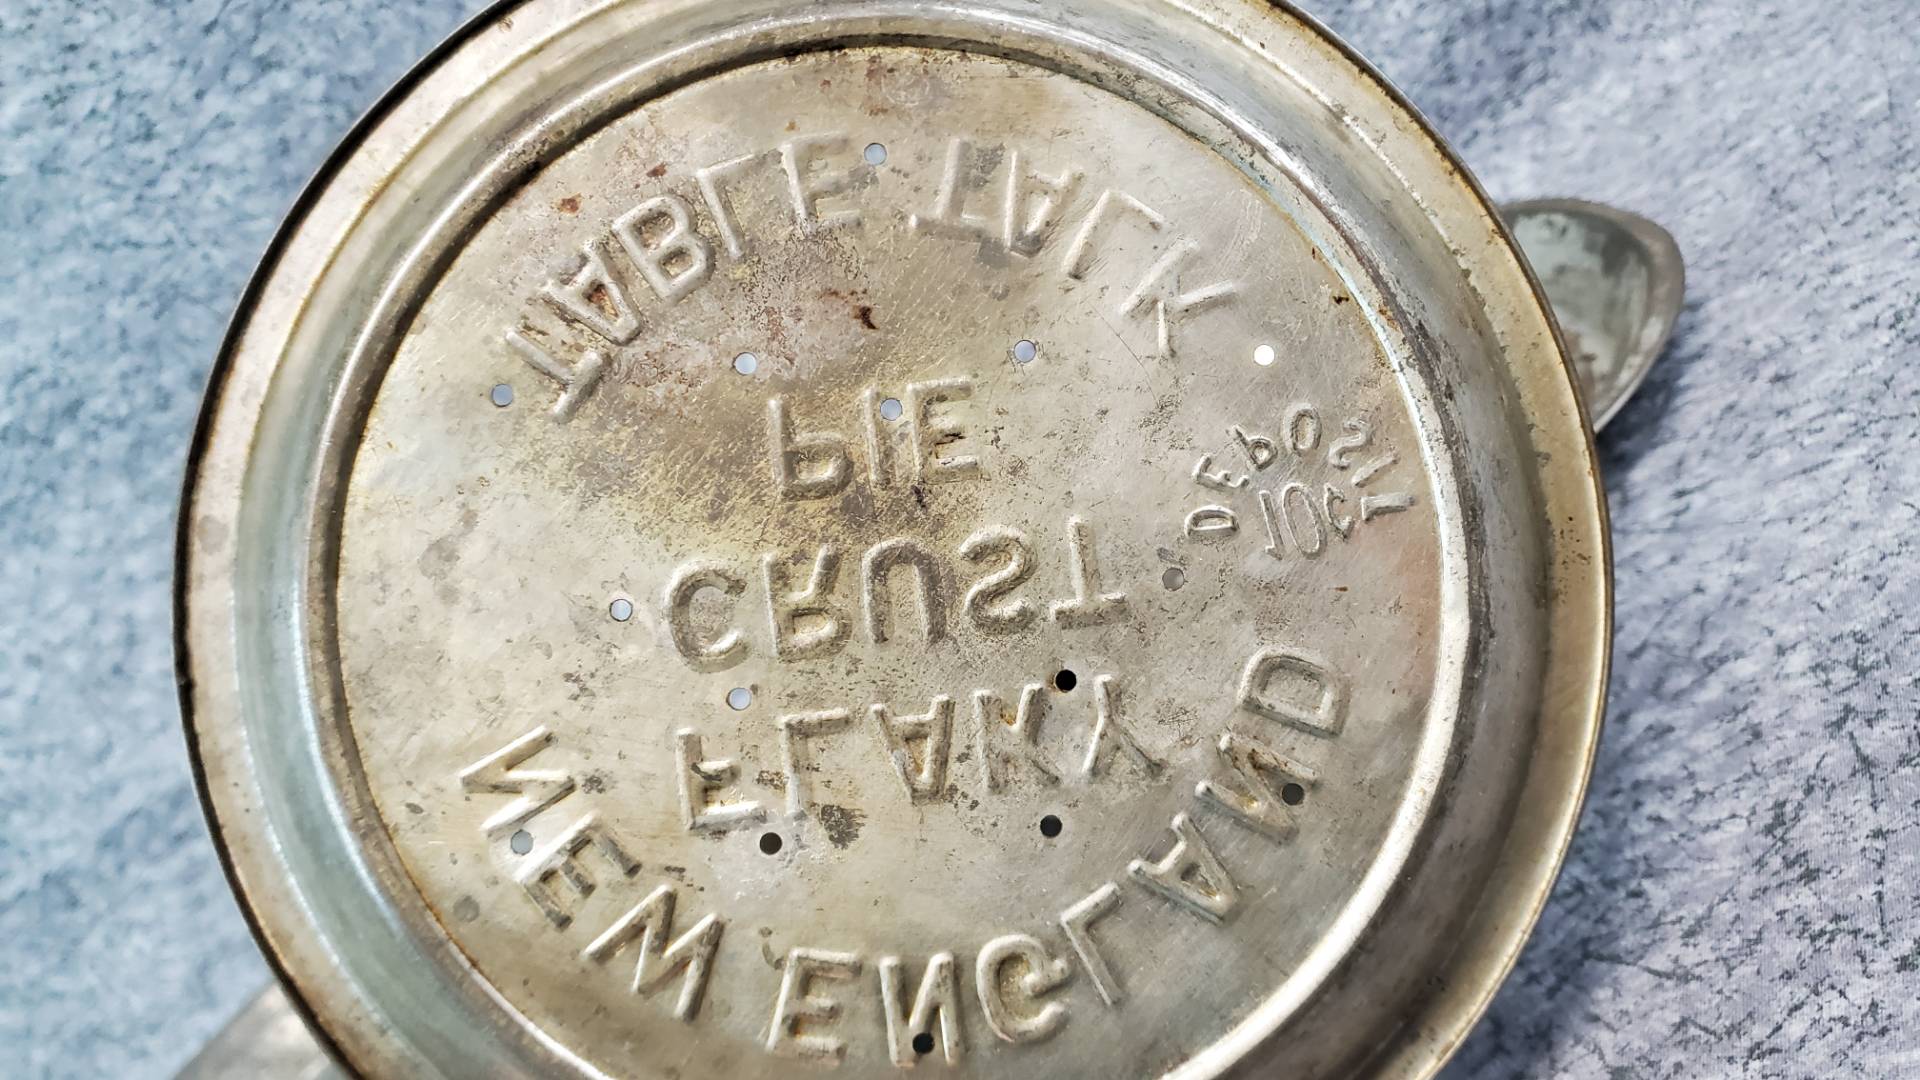 NEW ENGLAND
FLAKY
CRUST
PIE
10¢
DEPOSIT
TABLE TALK